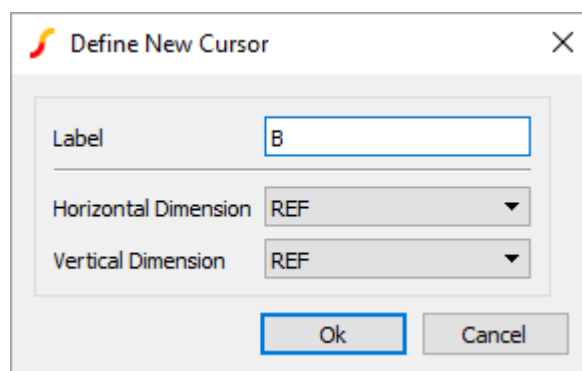 Define New Cursor
Label B
Horizontal Dimension REF
Vertical Dimension REF
Ok Cancel